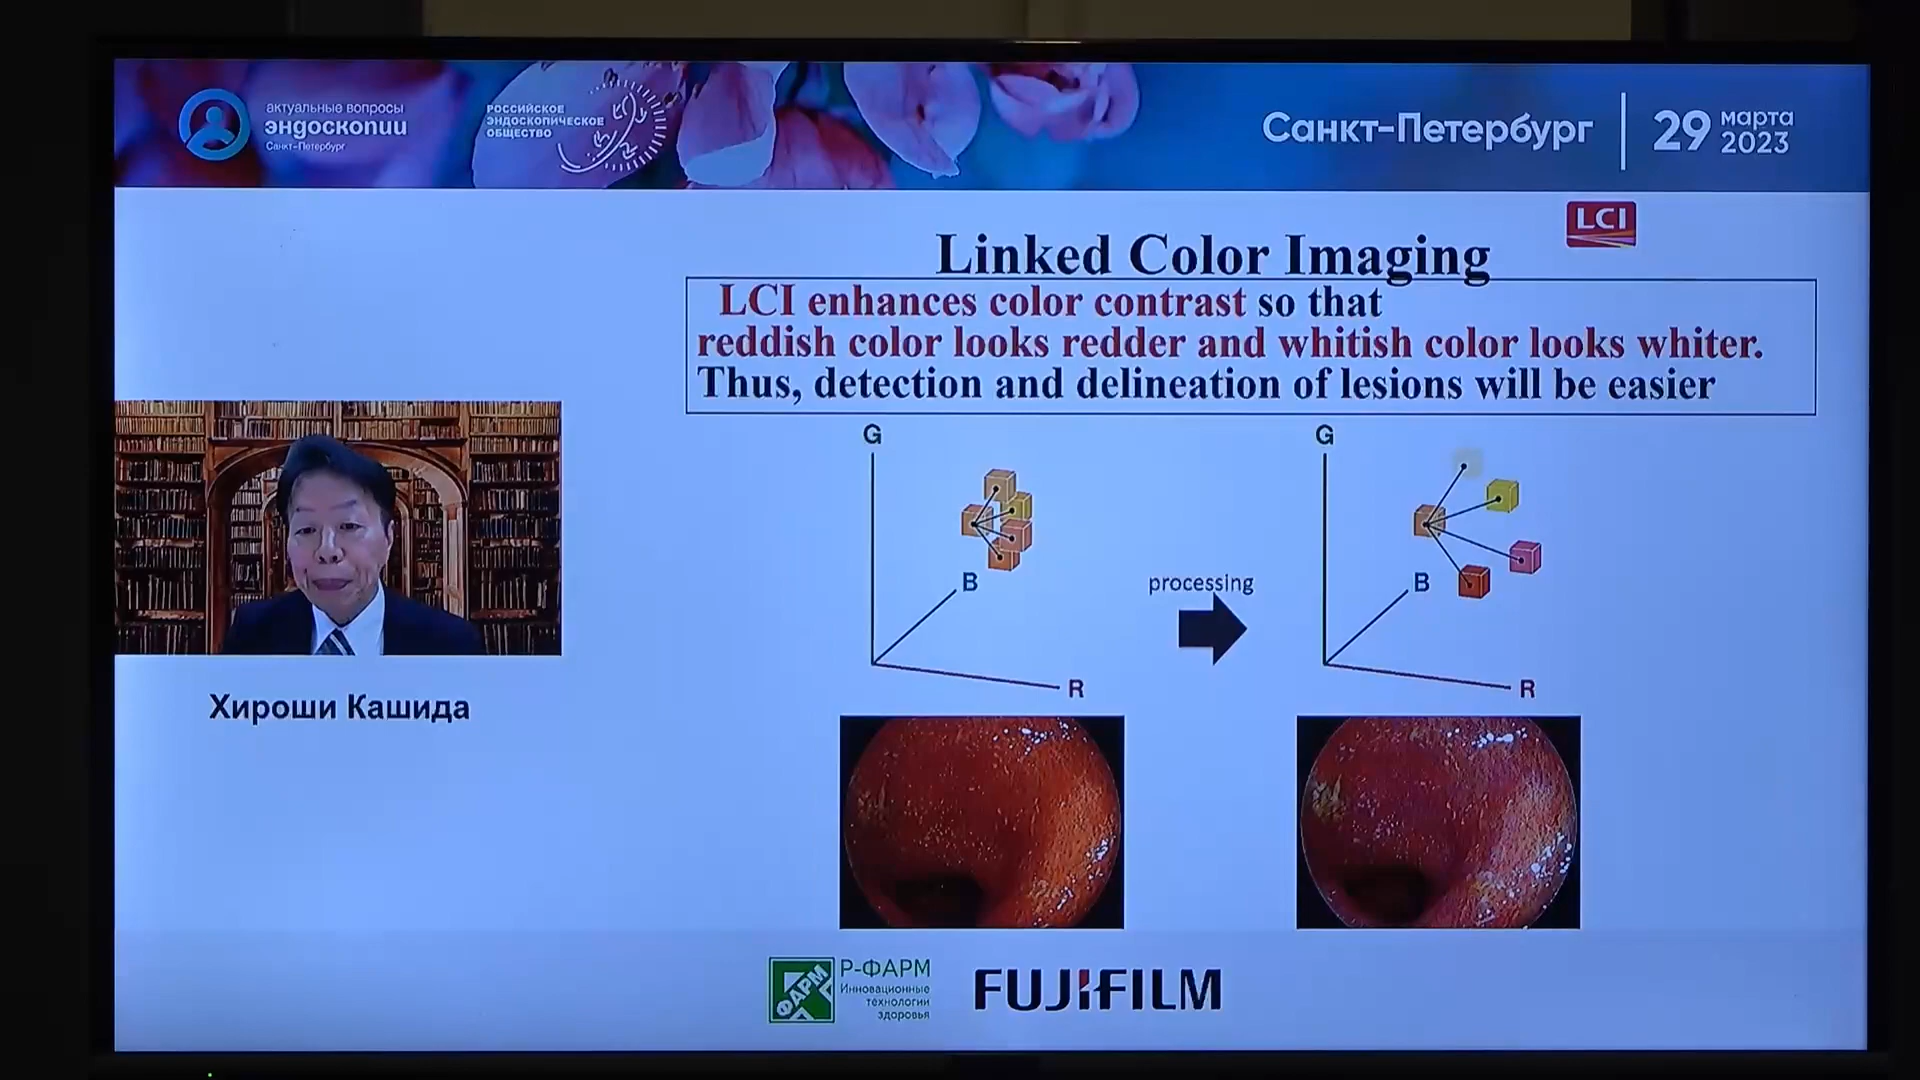 актуальные вопросы
эндоскопии
Санкт-Петербург
РОССИЙСКОЕ
ЭНДОСКОПИЧЕСКОЕ
ОБЩЕСТВО
Санкт-Петербург
29
марта
2023
LCI
Linked Color Imaging
LCI enhances color contrast so that
reddish color looks redder and whitish color looks whiter.
Thus, detection and delineation of lesions will be easier
G
B
R
processing
G
B
R
Хироши Кашида
ФАРМ
Р-ФАРМ
Инновационные
технологии
здоровья
FUJIFILM